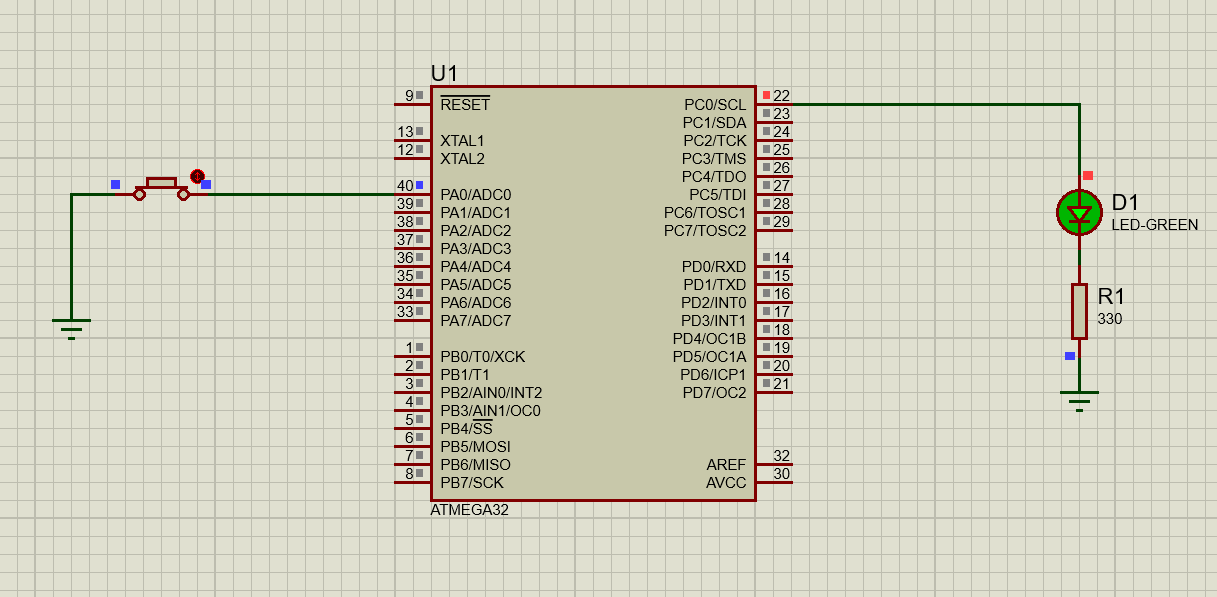 U1
9 RESET
13 XTAL1
12 XTAL2
40 PA0/ADC0
39 PA1/ADC1
38 PA2/ADC2
37 PA3/ADC3
36 PA4/ADC4
35 PA5/ADC5
34 PA6/ADC6
33 PA7/ADC7
1 PB0/T0/XCK
2 PB1/T1
3 PB2/AIN0/INT2
4 PB3/AIN1/OC0
5 PB4/SS
6 PB5/MOSI
7 PB6/MISO
8 PB7/SCK
PC0/SCL 22
PC1/SDA 23
PC2/TCK 24
PC3/TMS 25
PC4/TDO 26
PC5/TDI 27
PC6/TOSC1 28
PC7/TOSC2 29
PD0/RXD 14
PD1/TXD 15
PD2/INT0 16
PD3/INT1 17
PD4/OC1B 18
PD5/OC1A 19
PD6/ICP1 20
PD7/OC2 21
AREF 32
AVCC 30
ATMEGA32
D1
LED-GREEN
R1
330